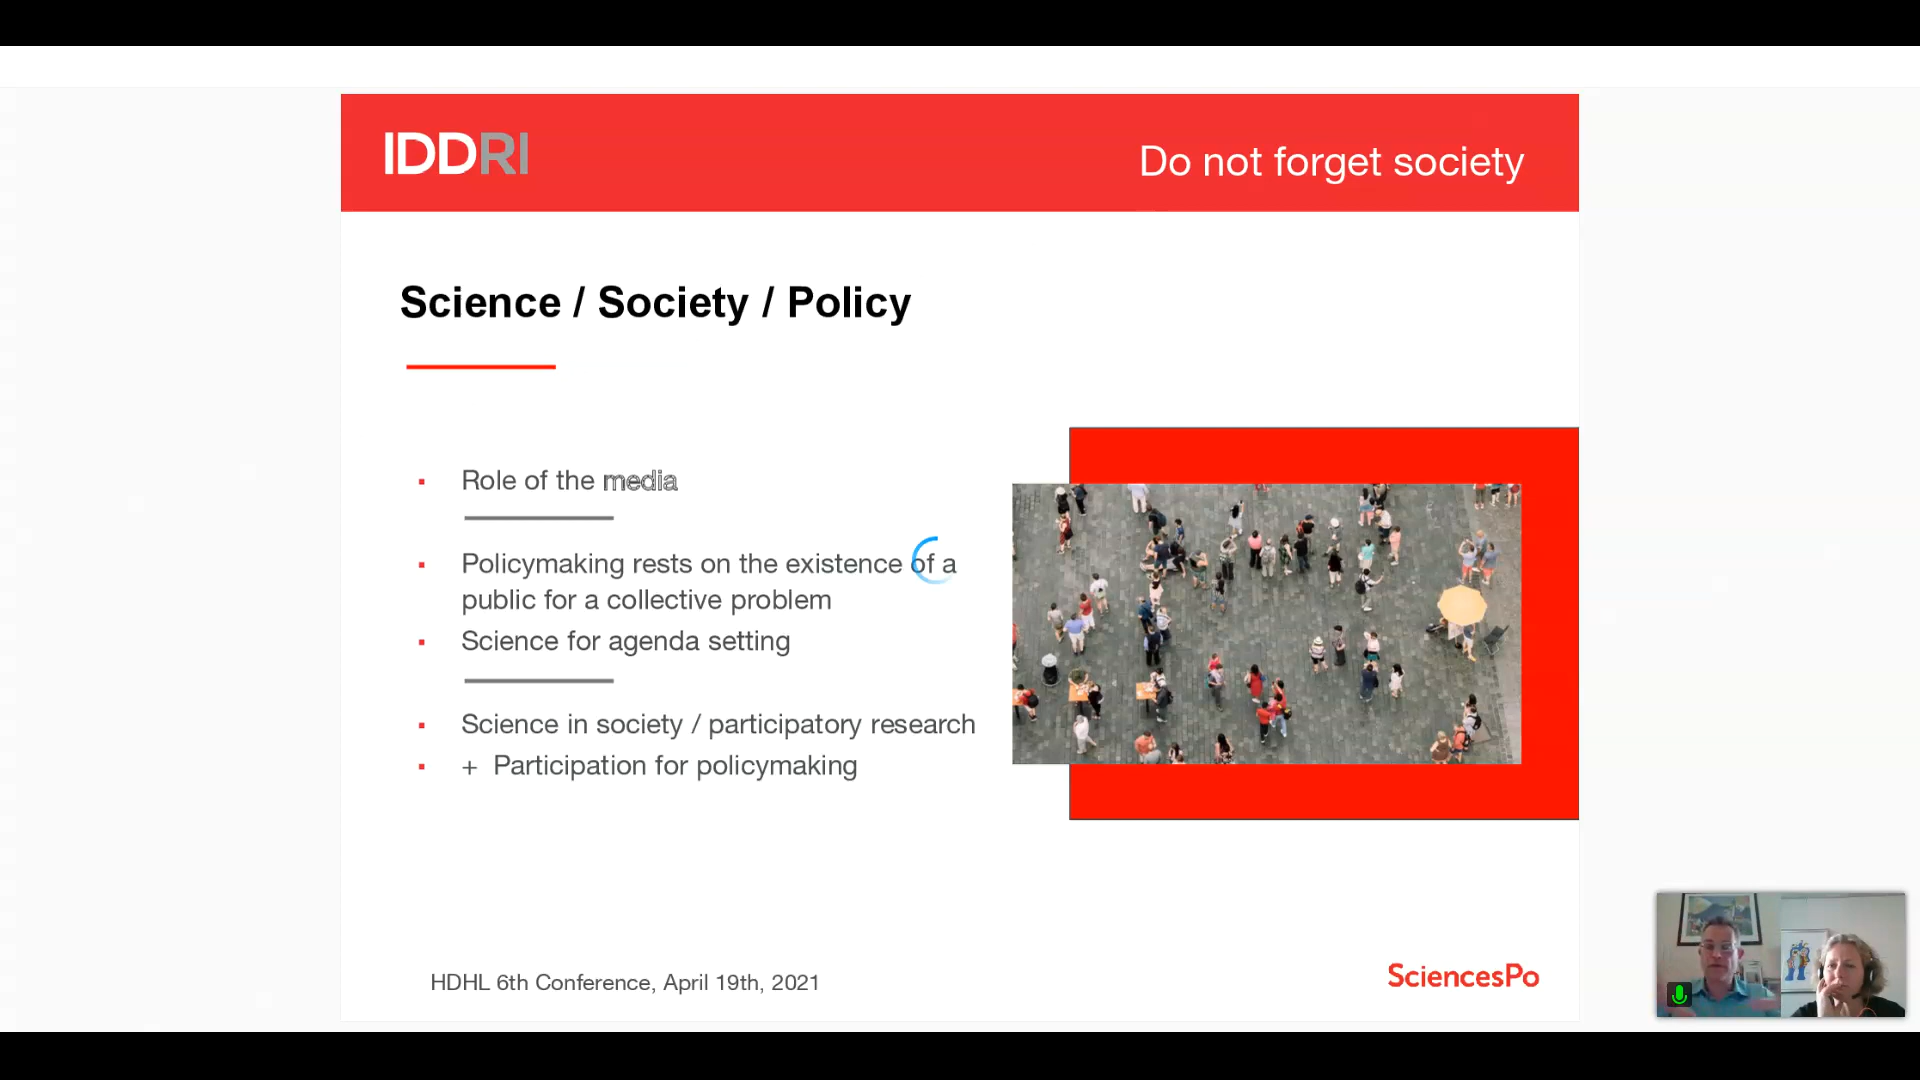 IDDRI
Do not forget society
Science / Society / Policy
Role of the media
Policymaking rests on the existence of a
public for a collective problem
Science for agenda setting
Science in society / participatory research
+ Participation for policymaking
HDHL 6th Conference, April 19th, 2021
SciencesPo